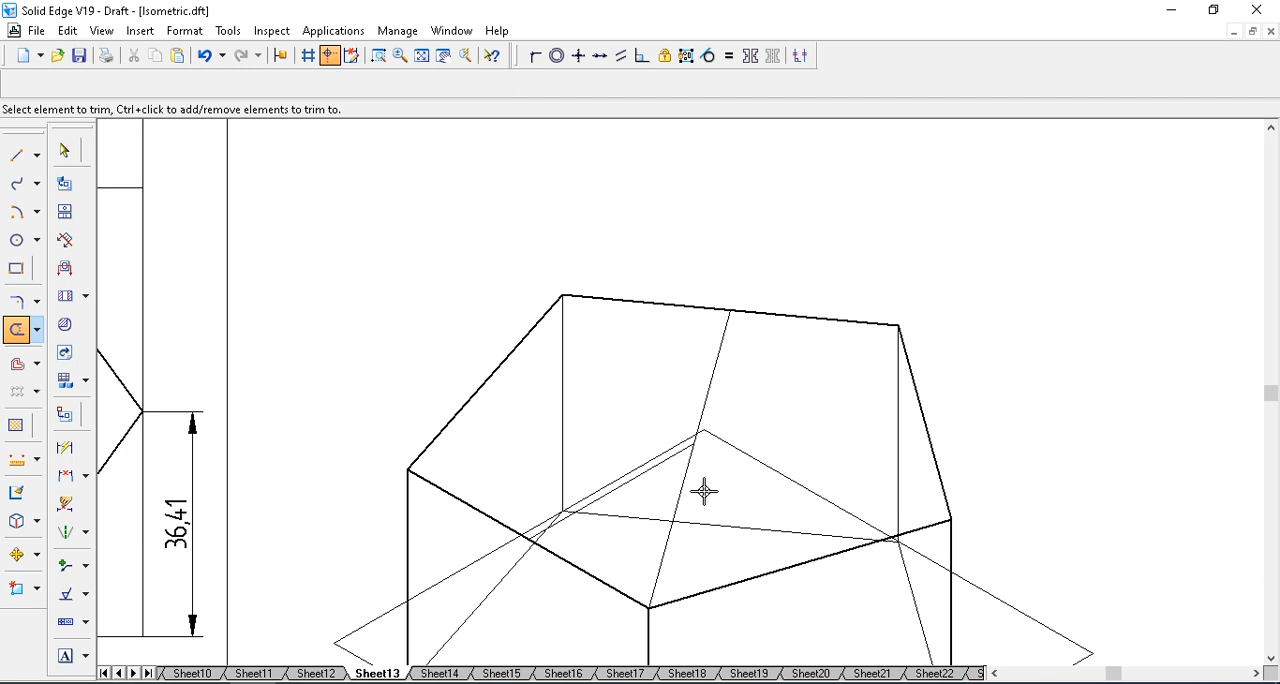 Solid Edge V19 - Draft - [Isometric.dft]
File Edit View Insert Format Tools Inspect Applications Manage Window Help
Select element to trim, Ctrl+click to add/remove elements to trim to.
36,41
A
Sheet10 Sheet11 Sheet12 Sheet13 Sheet14 Sheet15 Sheet16 Sheet17 Sheet18 Sheet19 Sheet20 Sheet21 Sheet22 S